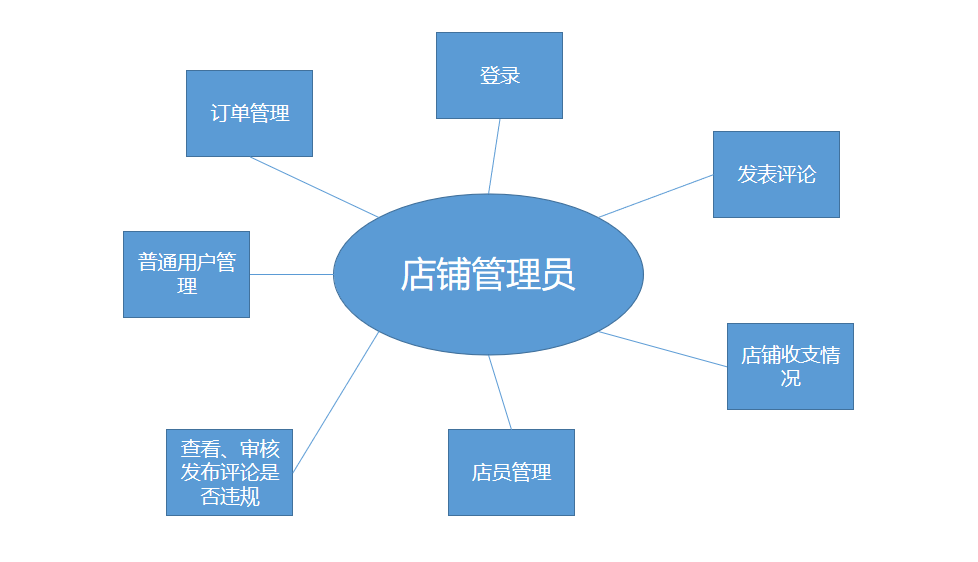 登录
订单管理
发表评论
普通用户管
理
店铺管理员
店铺收支情
况
查看、审核
发布评论是
否违规
店员管理